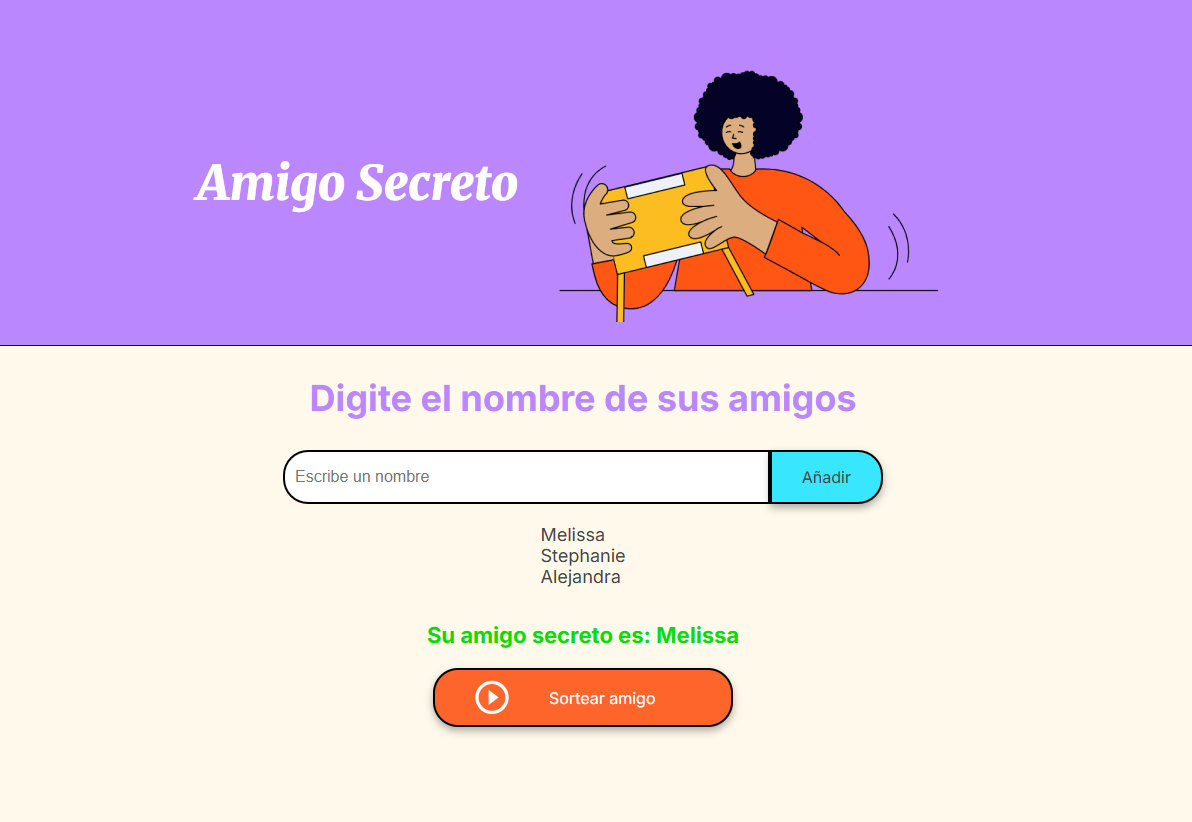 Amigo Secreto
Digite el nombre de sus amigos
Escribe un nombre
Añadir
Melissa
Stephanie
Alejandra
Su amigo secreto es: Melissa
Sortear amigo